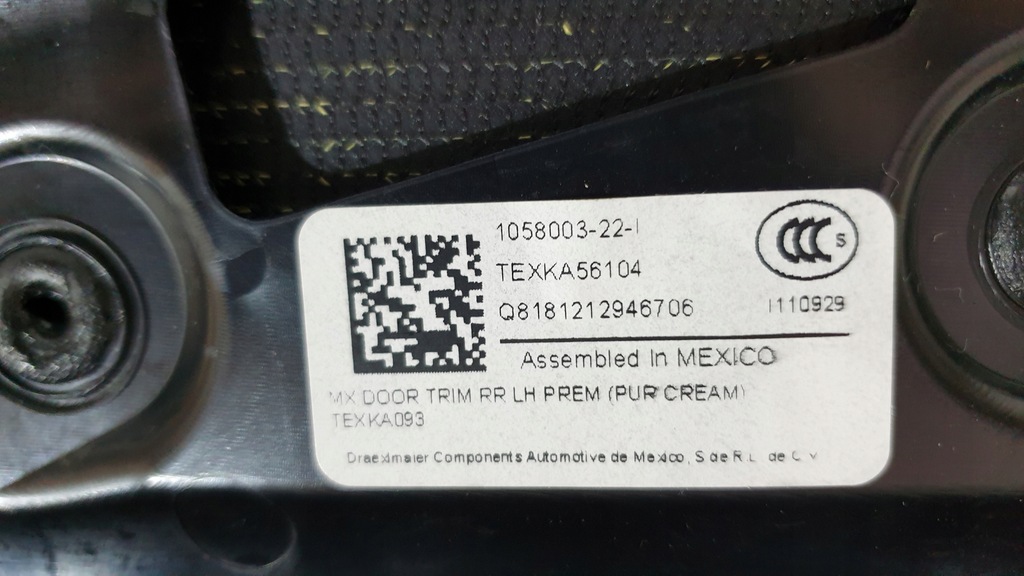 1058003-22-I
TEXKA56104
Q8181212946706
CCC S
I110929
Assembled In MEXICO
MX DOOR TRIM RR LH PREM (PUR CREAM)
TEXKA093
Draexlmaier Components Automotive de Mexico, S de R L de C V